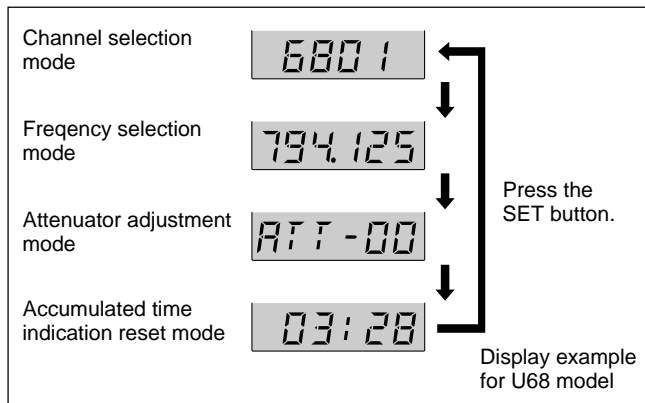 Channel selection
mode
6801
Freqency selection
mode
794.125
Attenuator adjustment
mode
ATT-00
Accumulated time
indication reset mode
03:28
Press the
SET button.
Display example
for U68 model